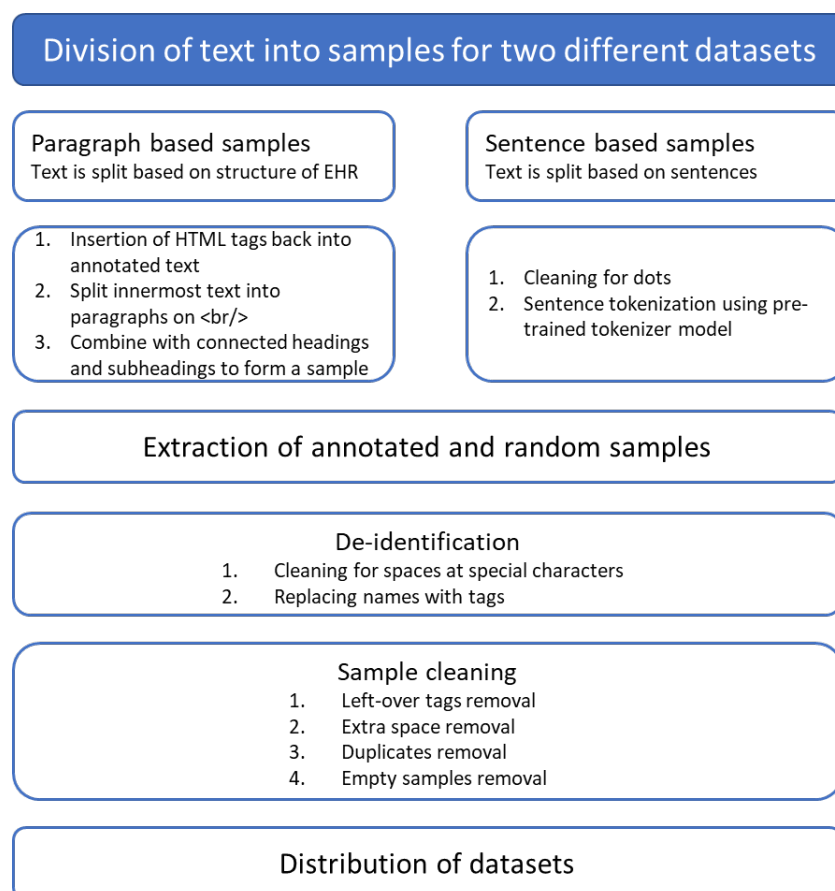 Division of text into samples for two different datasets
Paragraph based samples
Text is split based on structure of EHR
Sentence based samples
Text is split based on sentences
1. Insertion of HTML tags back into
annotated text
2. Split innermost text into
paragraphs on <br/>
3. Combine with connected headings
and subheadings to form a sample
1. Cleaning for dots
2. Sentence tokenization using pre-
trained tokenizer model
Extraction of annotated and random samples
De-identification
1. Cleaning for spaces at special characters
2. Replacing names with tags
Sample cleaning
1. Left-over tags removal
2. Extra space removal
3. Duplicates removal
4. Empty samples removal
Distribution of datasets